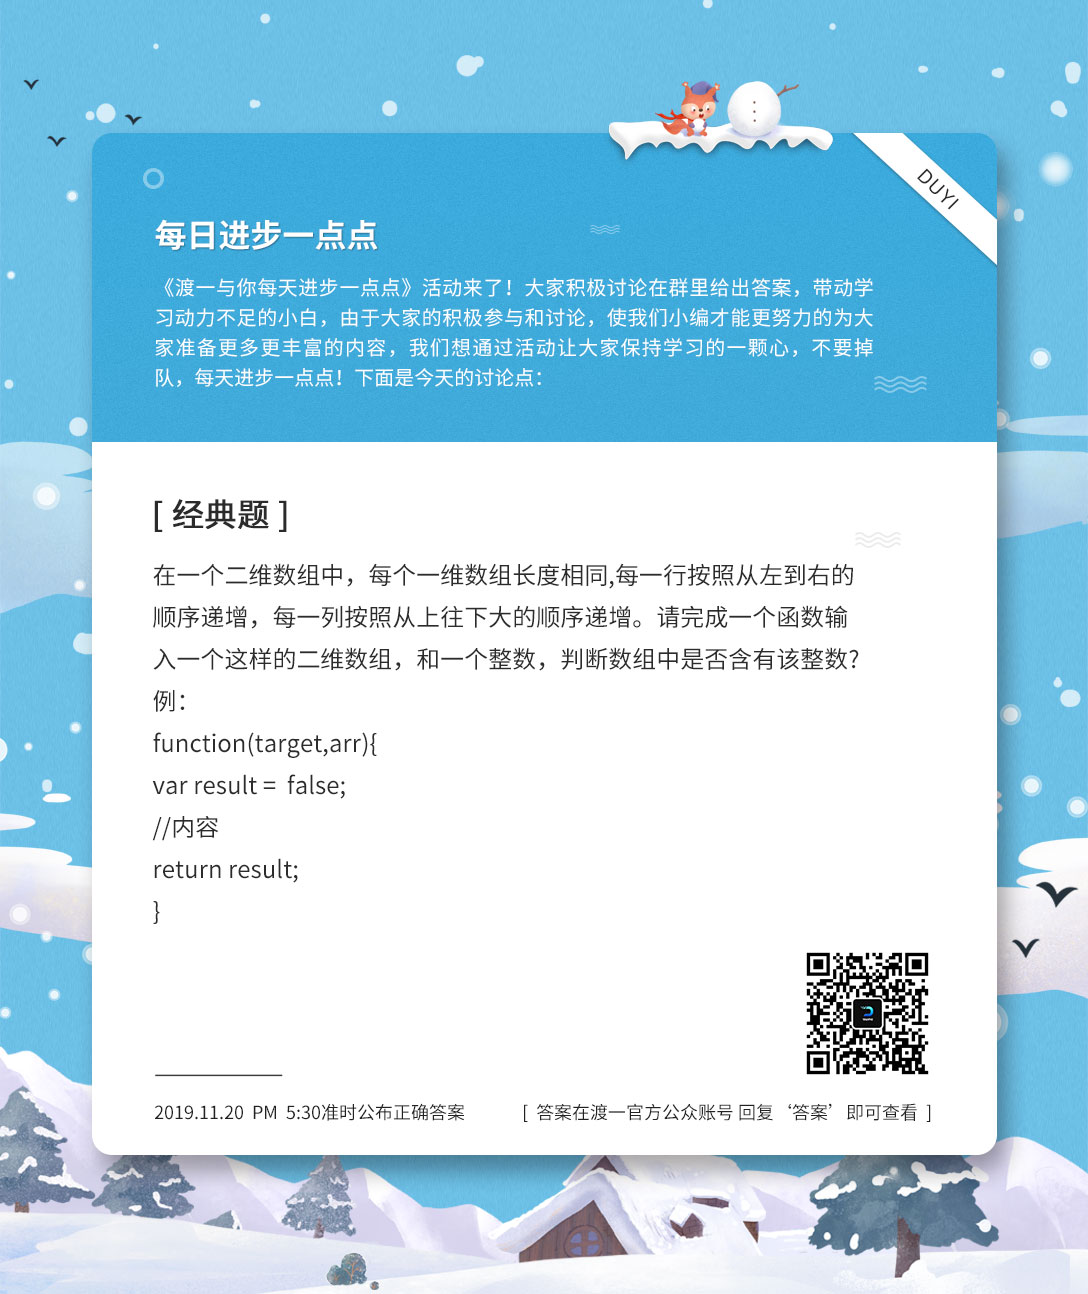 DUYI
每日进步一点点
《渡一与你每天进步一点点》活动来了！大家积极讨论在群里给出答案，带动学
习动力不足的小白，由于大家的积极参与和讨论，使我们小编才能更努力的为大
家准备更多更丰富的内容，我们想通过活动让大家保持学习的一颗心，不要掉
队，每天进步一点点！下面是今天的讨论点：
[ 经典题 ]
在一个二维数组中，每个一维数组长度相同,每一行按照从左到右的
顺序递增，每一列按照从上往下大的顺序递增。请完成一个函数输
入一个这样的二维数组，和一个整数，判断数组中是否含有该整数?
例：
function(target,arr){
var result = false;
//内容
return result;
}
2019.11.20 PM 5:30准时公布正确答案
[ 答案在渡一官方公众账号 回复‘答案’即可查看 ]